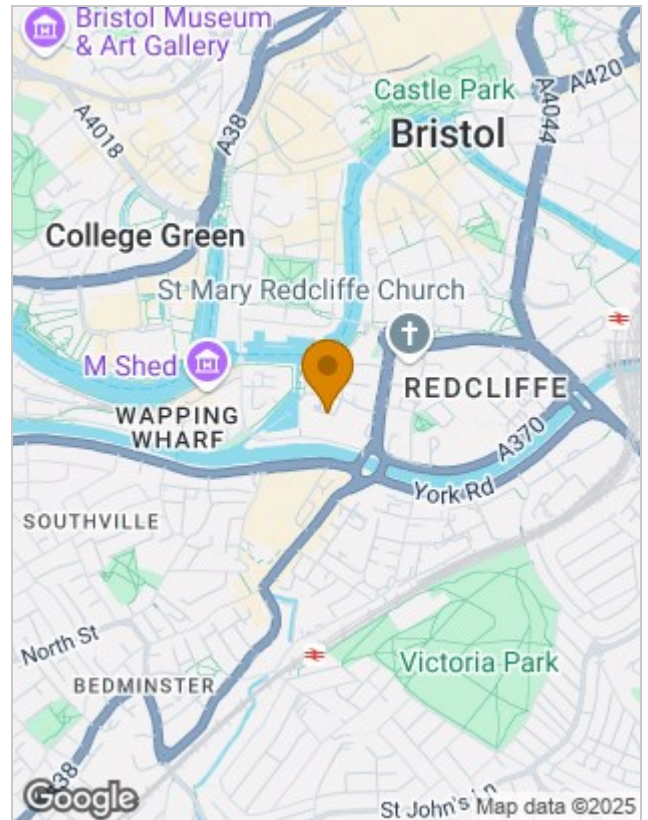 Bristol Museum
& Art Gallery
A420
Castle Park
A4044
A4018
A38
Bristol
College Green
St Mary Redcliffe Church
M Shed
REDCLIFFE
WAPPING
WHARF
A370
York Rd
SOUTHVILLE
North St
Victoria Park
BEDMINSTER
A38
Google
St John's Ln
Map data ©2025